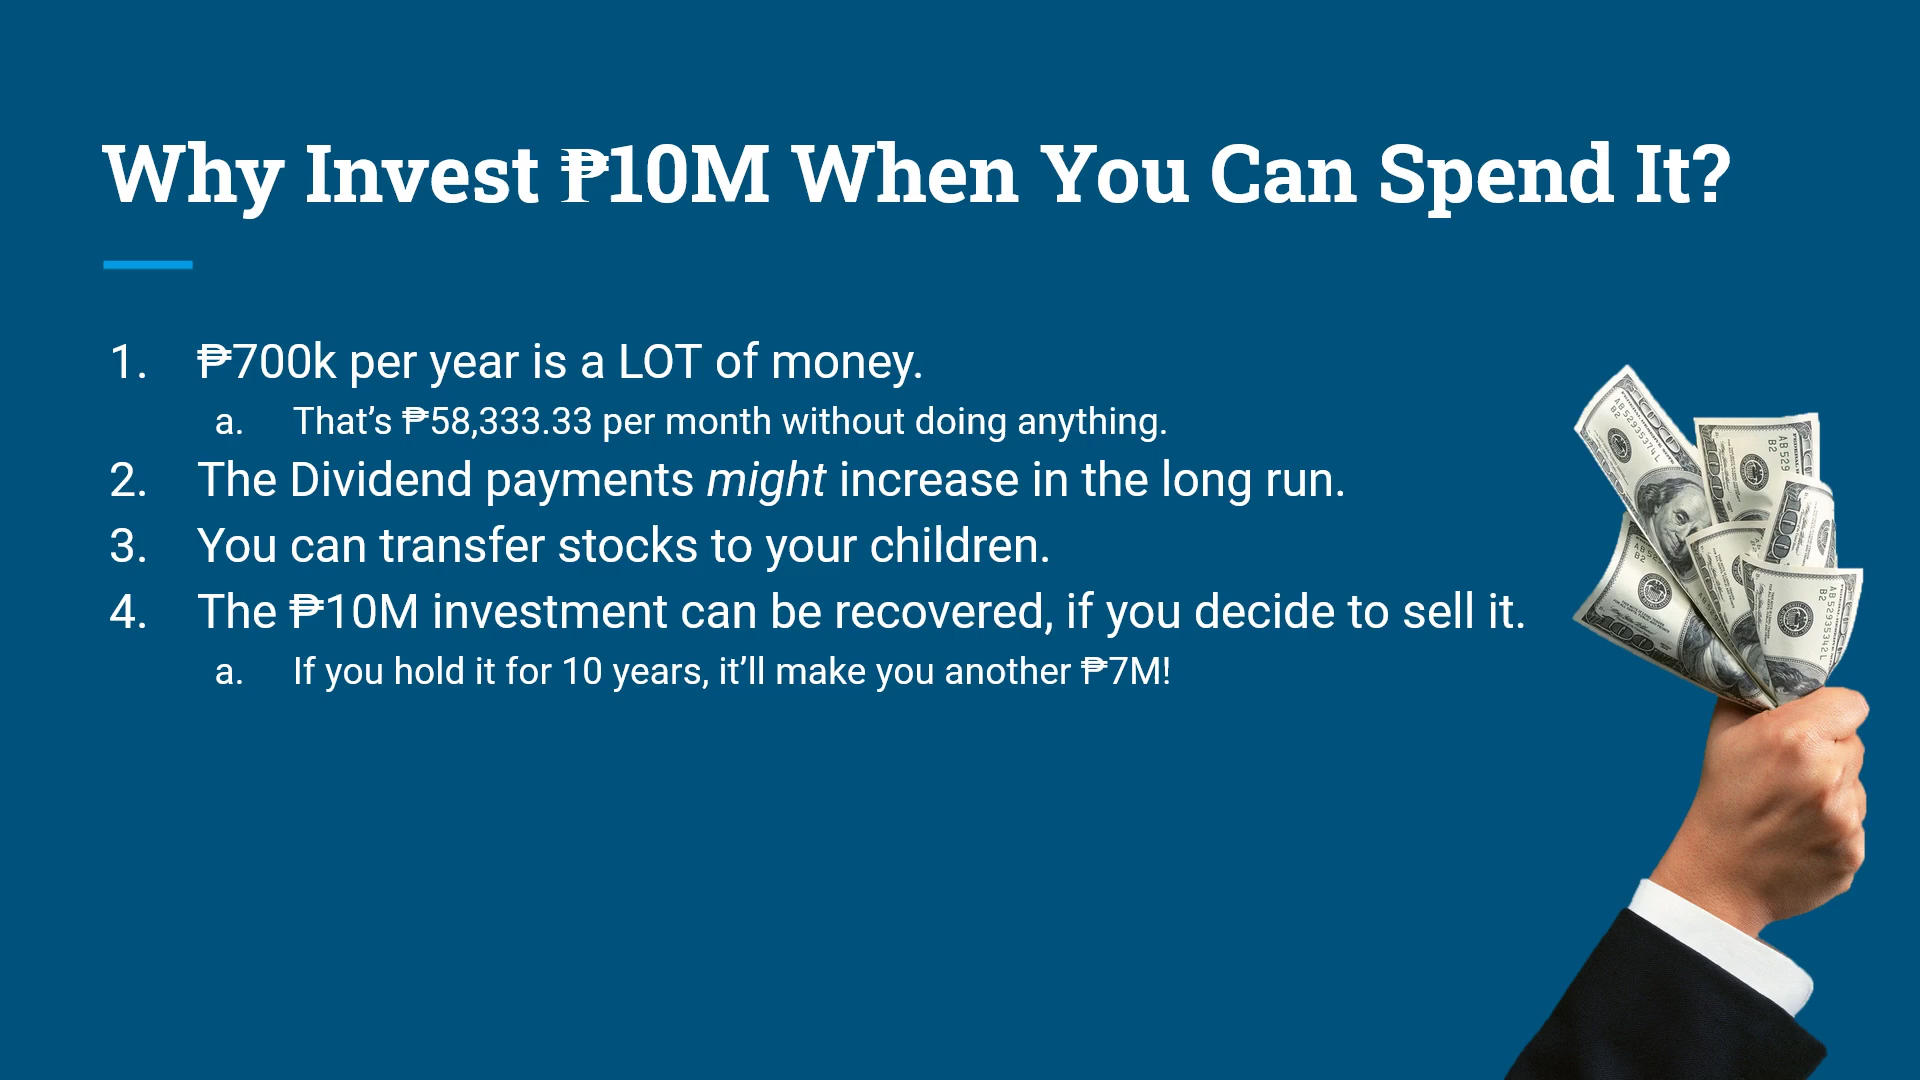 Why Invest ₱10M When You Can Spend It?
1. ₱700k per year is a LOT of money.
a. That’s ₱58,333.33 per month without doing anything.
2. The Dividend payments might increase in the long run.
3. You can transfer stocks to your children.
4. The ₱10M investment can be recovered, if you decide to sell it.
a. If you hold it for 10 years, it’ll make you another ₱7M!